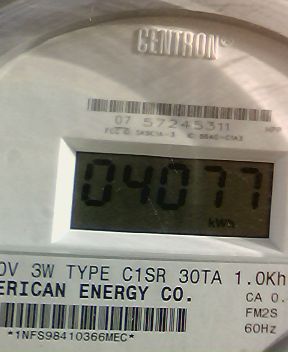 CENTRON®
07 57245311
04077
kWh
0V 3W TYPE C1SR 30TA 1.0Kh
ERICAN ENERGY CO.
CA 0.
FM2S
60Hz
*1NFS98410366MEC*